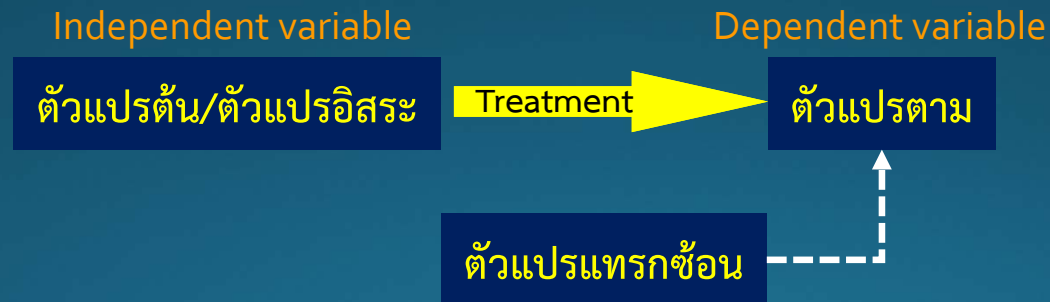 Independent variable
Dependent variable
ตัวแปรต้น/ตัวแปรอิสระ
Treatment
ตัวแปรตาม
ตัวแปรแทรกซ้อน